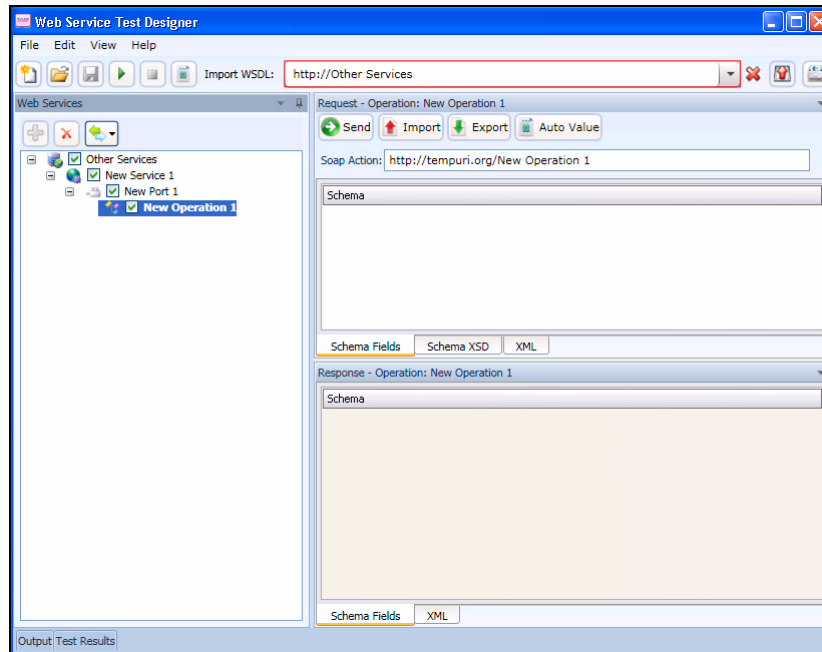 Web Service Test Designer
File Edit View Help
Import WSDL: http://Other Services
Web Services
Other Services
New Service 1
New Port 1
New Operation 1
Request - Operation: New Operation 1
Send Import Export Auto Value
Soap Action: http://tempuri.org/New Operation 1
Schema
Schema Fields Schema XSD XML
Response - Operation: New Operation 1
Schema
Schema Fields XML
Output Test Results